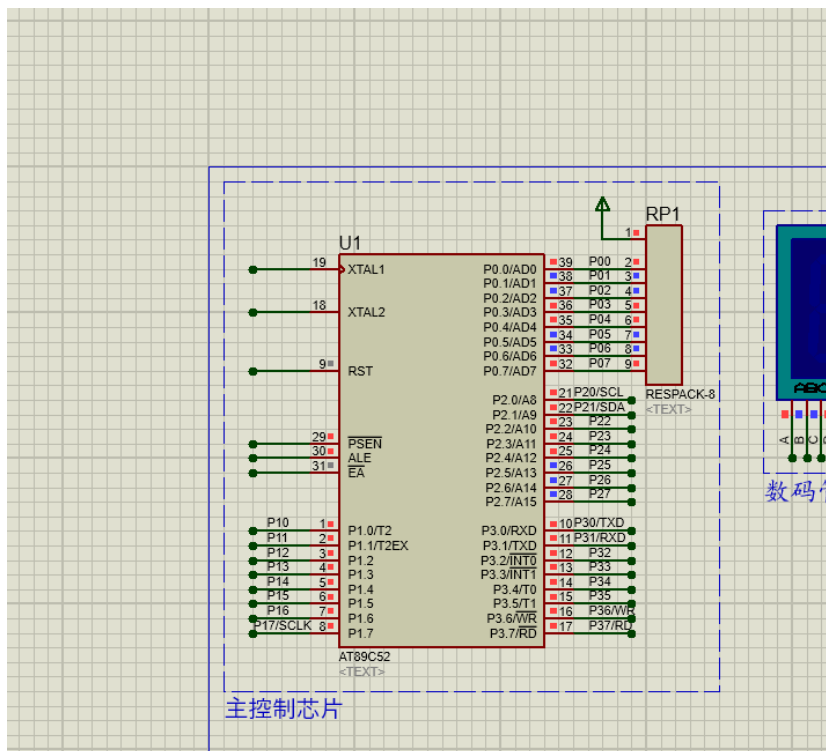 RP1
1
U1
19 XTAL1
P0.0/AD0 39 P00 2
P0.1/AD1 38 P01 3
P0.2/AD2 37 P02 4
18 XTAL2
P0.3/AD3 36 P03 5
P0.4/AD4 35 P04 6
P0.5/AD5 34 P05 7
P0.6/AD6 33 P06 8
9 RST
P0.7/AD7 32 P07 9
RESPACK-8
<TEXT>
P2.0/A8 21 P20/SCL
P2.1/A9 22 P21/SDA
P2.2/A10 23 P22
29 PSEN
P2.3/A11 24 P23
30 ALE
P2.4/A12 25 P24
31 EA
P2.5/A13 26 P25
P2.6/A14 27 P26
P2.7/A15 28 P27
P10 1 P1.0/T2
P3.0/RXD 10 P30/TXD
P11 2 P1.1/T2EX
P3.1/TXD 11 P31/RXD
P12 3 P1.2
P3.2/INT0 12 P32
P13 4 P1.3
P3.3/INT1 13 P33
P14 5 P1.4
P3.4/T0 14 P34
P15 6 P1.5
P3.5/T1 15 P35
P16 7 P1.6
P3.6/WR 16 P36/WR
P17/SCLK 8 P1.7
P3.7/RD 17 P37/RD
AT89C52
<TEXT>
主控制芯片
ABC
A B C
数码